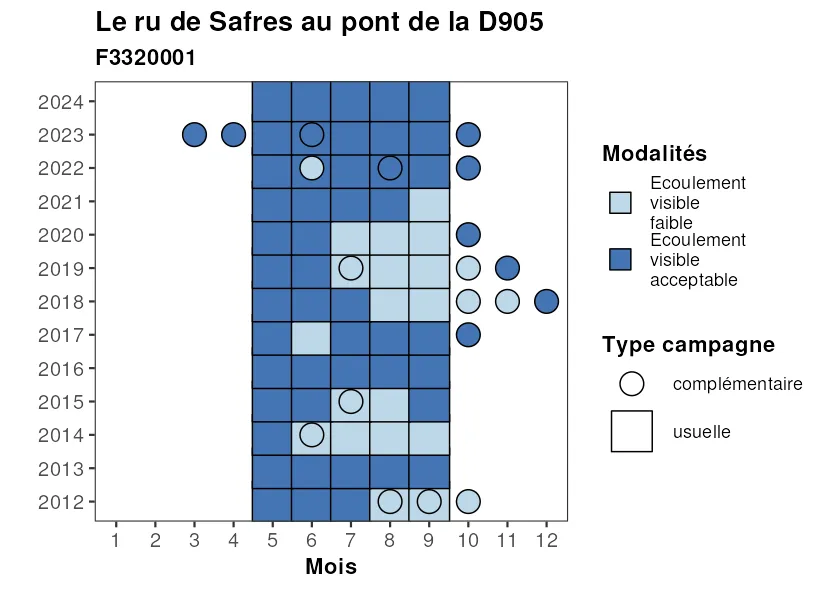 Le ru de Safres au pont de la D905
F3320001
2024
2023
2022
2021
2020
2019
2018
2017
2016
2015
2014
2013
2012
1 2 3 4 5 6 7 8 9 10 11 12
Mois
Modalités
Ecoulement
visible
faible
Ecoulement
visible
acceptable
Type campagne
complémentaire
usuelle